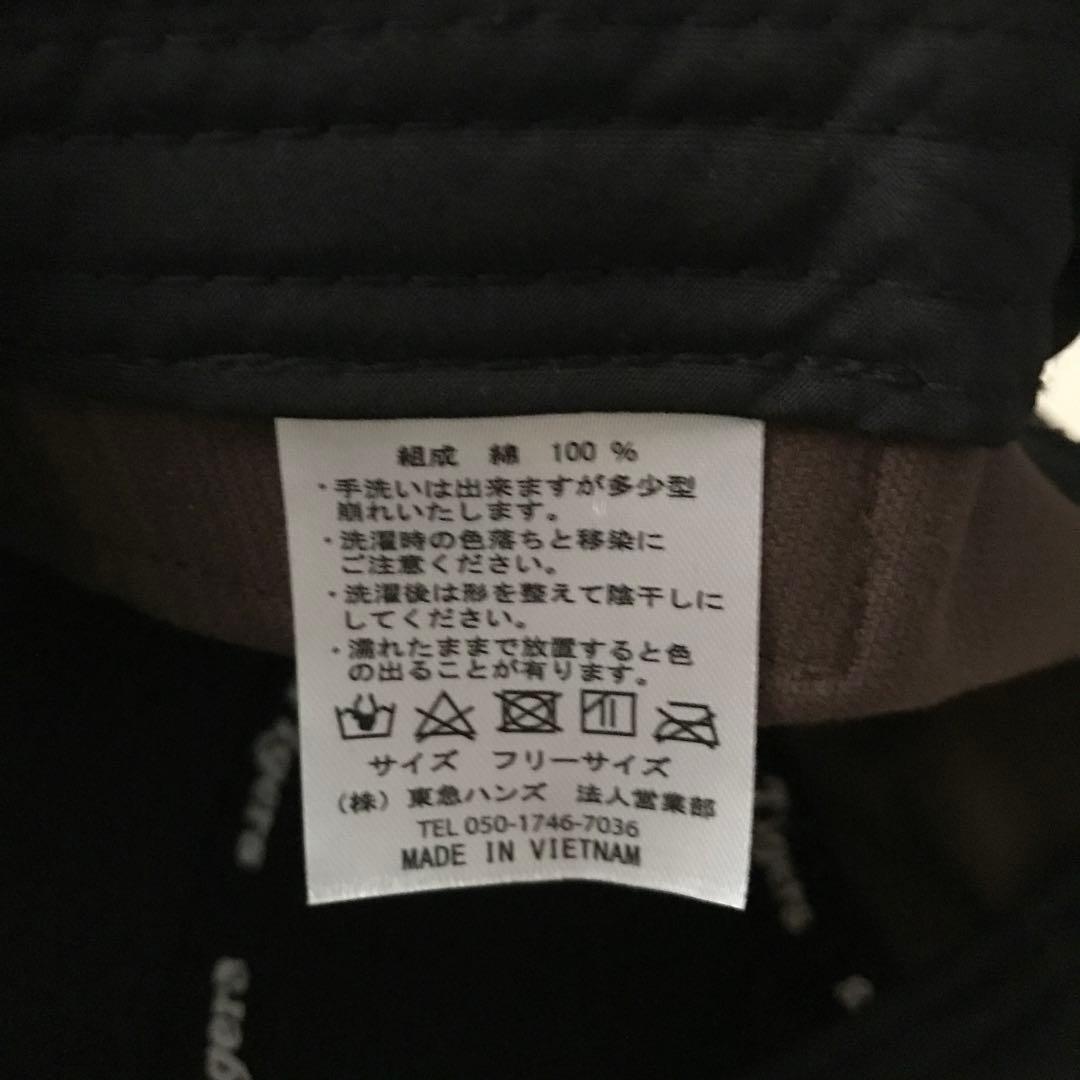 組成 綿 100 %
・手洗いは出来ますが多少型
崩れいたします。
・洗濯時の色落ちと移染に
ご注意ください。
・洗濯後は形を整えて陰干しに
してください。
・濡れたままで放置すると色
の出ることが有ります。
サイズ フリーサイズ
（株）東急ハンズ 法人営業部
TEL 050-1746-7036
MADE IN VIETNAM
gers